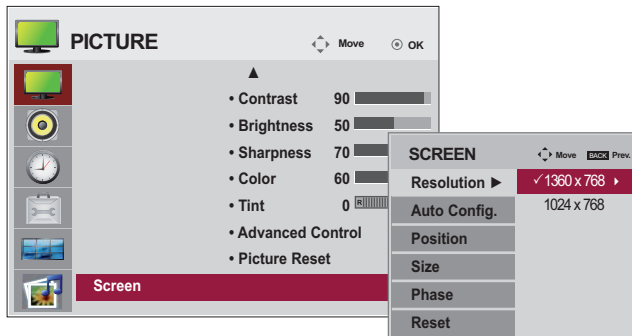 PICTURE
Move
OK
▲
• Contrast 90
• Brightness 50
• Sharpness 70
• Color 60
• Tint 0 R
• Advanced Control
• Picture Reset
Screen
SCREEN
Move BACK Prev.
Resolution ► ✓1360 x 768
Auto Config. 1024 x 768
Position
Size
Phase
Reset